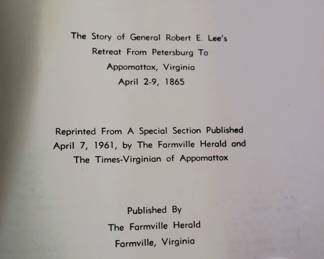 The Story of General Robert E. Lee's
Retreat From Petersburg To
Appomattox, Virginia
April 2-9, 1865
Reprinted From A Special Section Published
April 7, 1961, by The Farmville Herald and
The Times-Virginian of Appomattox
Published By
The Farmville Herald
Farmville, Virginia